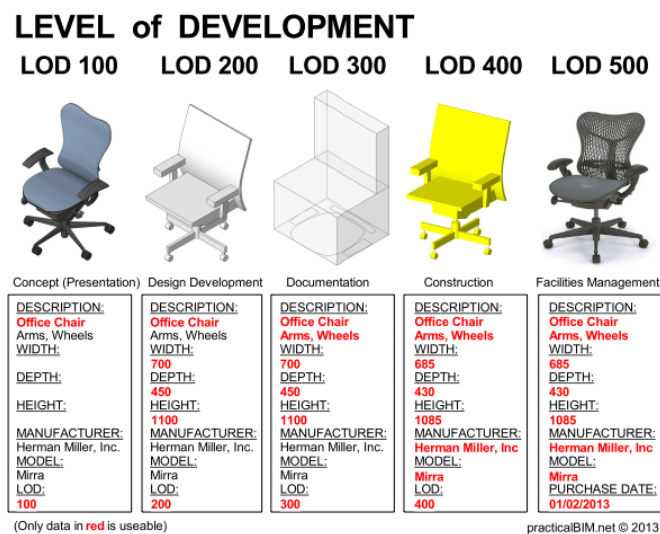 LEVEL of DEVELOPMENT
LOD 100
LOD 200
LOD 300
LOD 400
LOD 500
Concept (Presentation)
Design Development
Documentation
Construction
Facilities Management
DESCRIPTION:
Office Chair
Arms, Wheels
WIDTH:
DEPTH:
HEIGHT:
MANUFACTURER:
Herman Miller, Inc.
MODEL:
Mirra
LOD:
100
DESCRIPTION:
Office Chair
Arms, Wheels
WIDTH:
700
DEPTH:
450
HEIGHT:
1100
MANUFACTURER:
Herman Miller, Inc.
MODEL:
Mirra
LOD:
200
DESCRIPTION:
Office Chair
Arms, Wheels
WIDTH:
700
DEPTH:
450
HEIGHT:
1100
MANUFACTURER:
Herman Miller, Inc.
MODEL:
Mirra
LOD:
300
DESCRIPTION:
Office Chair
Arms, Wheels
WIDTH:
685
DEPTH:
430
HEIGHT:
1085
MANUFACTURER:
Herman Miller, Inc
MODEL:
Mirra
LOD:
400
DESCRIPTION:
Office Chair
Arms, Wheels
WIDTH:
685
DEPTH:
430
HEIGHT:
1085
MANUFACTURER:
Herman Miller, Inc
MODEL:
Mirra
PURCHASE DATE:
01/02/2013
(Only data in red is useable)
practicalBIM.net © 2013